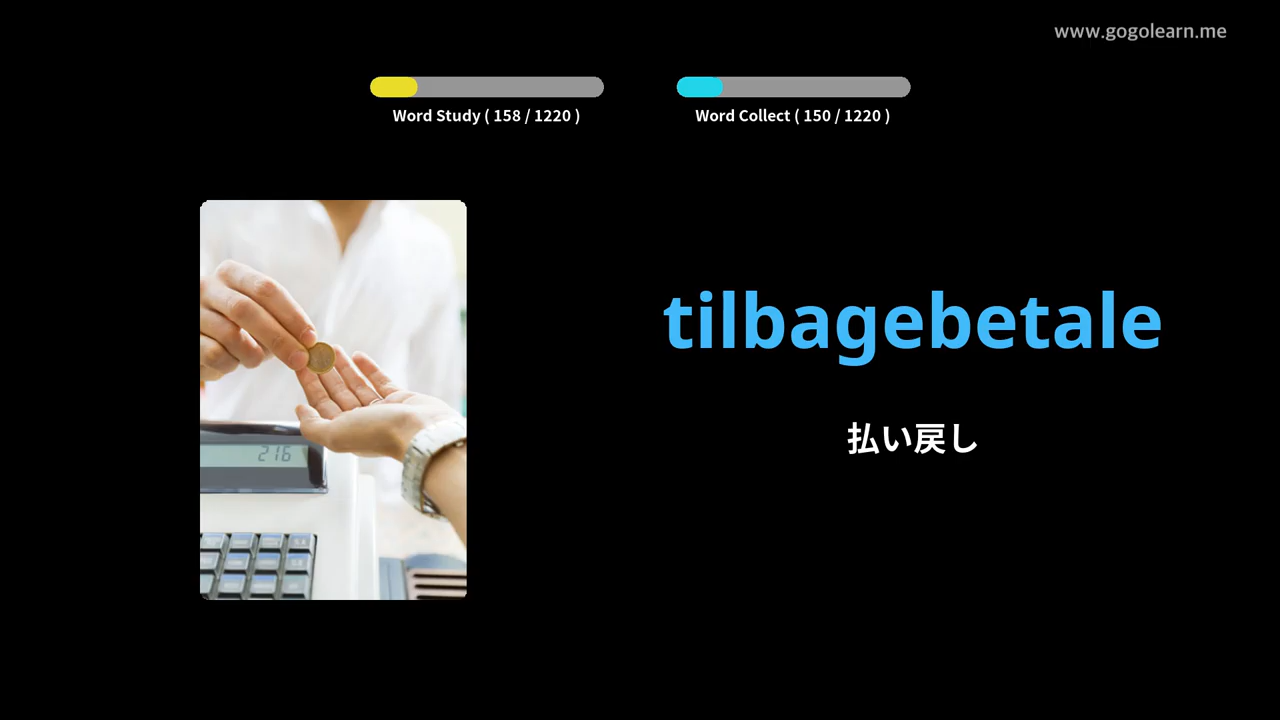 www.gogolearn.me
Word Study ( 158 / 1220 )
Word Collect ( 150 / 1220 )
tilbagebetale
払い戻し
216